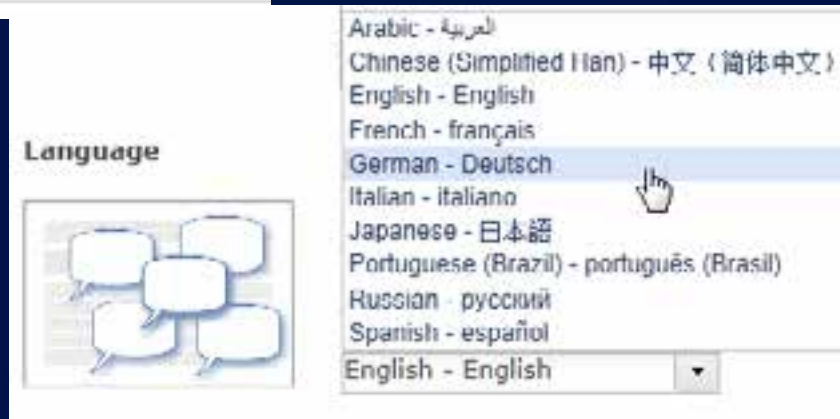 Language
Arabic - العربية
Chinese (Simplified Han) - 中文 (简体中文)
English - English
French - français
German - Deutsch
Italian - italiano
Japanese - 日本語
Portuguese (Brazil) - português (Brasil)
Russian - русский
Spanish - español
English - English